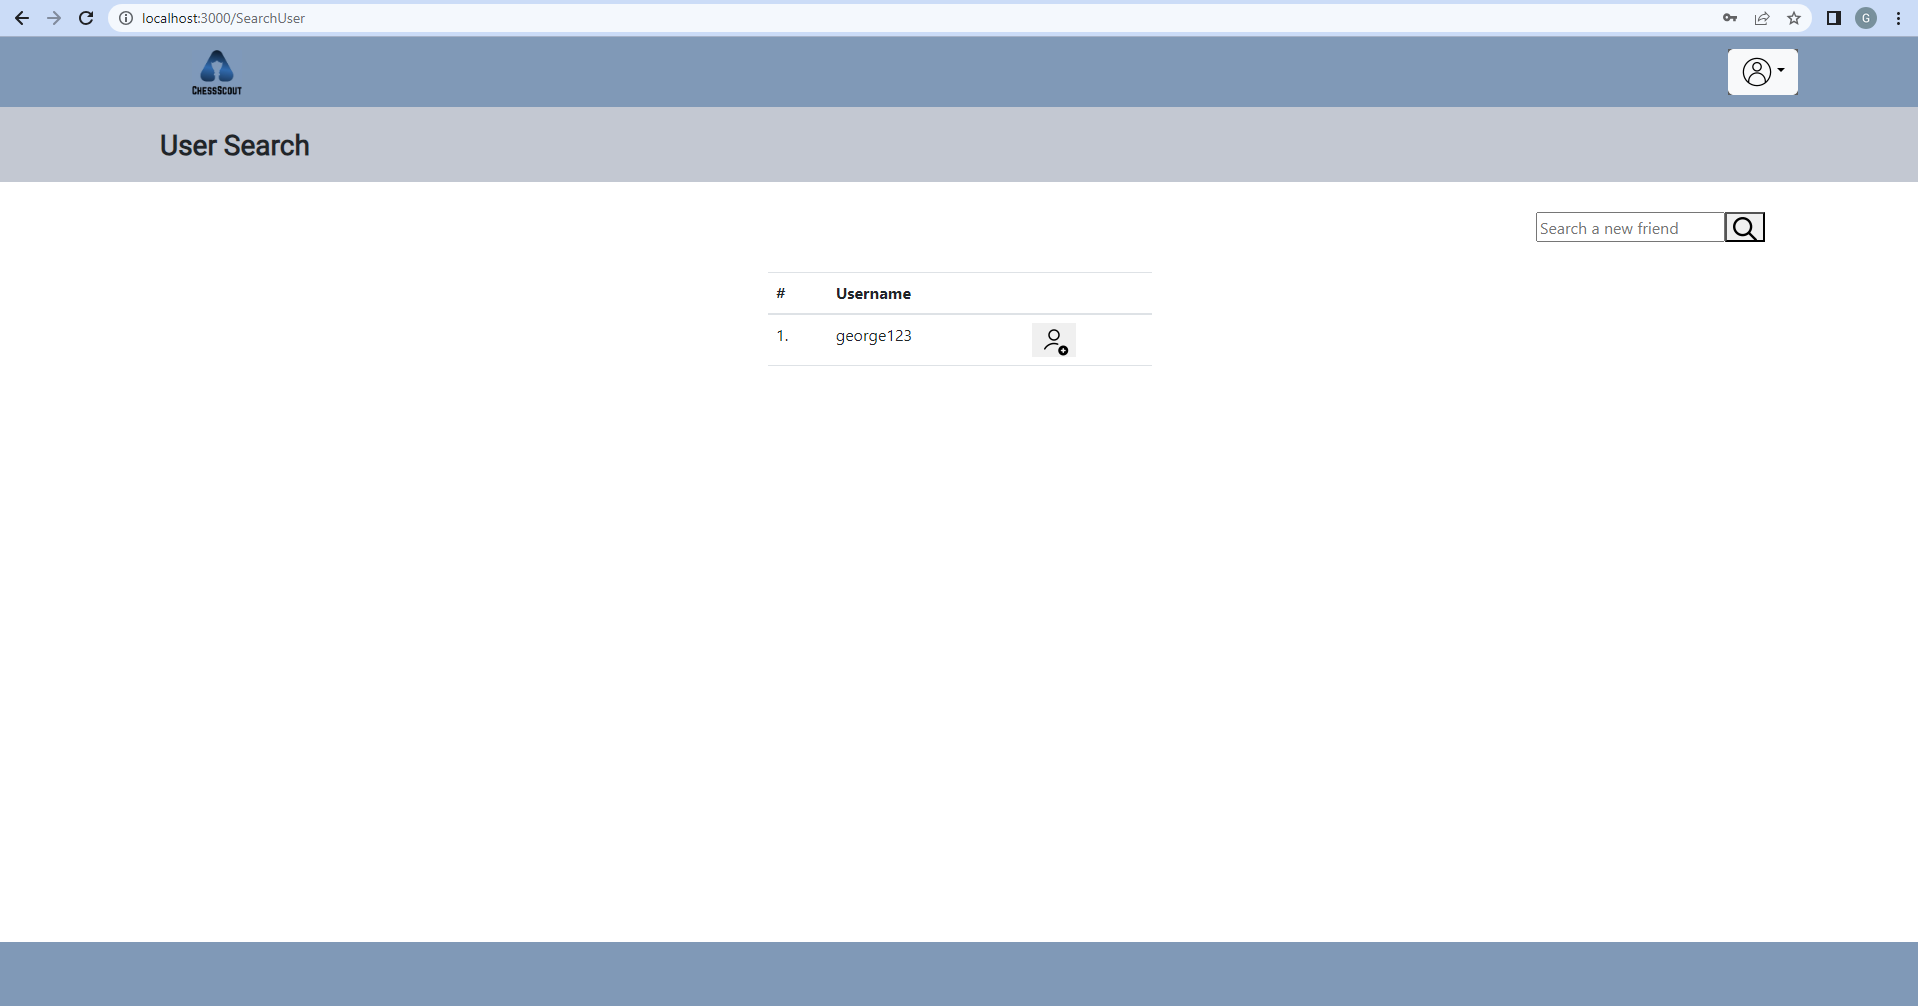 localhost:3000/SearchUser
G
ChessScout
User Search
Search a new friend
# Username
1. george123